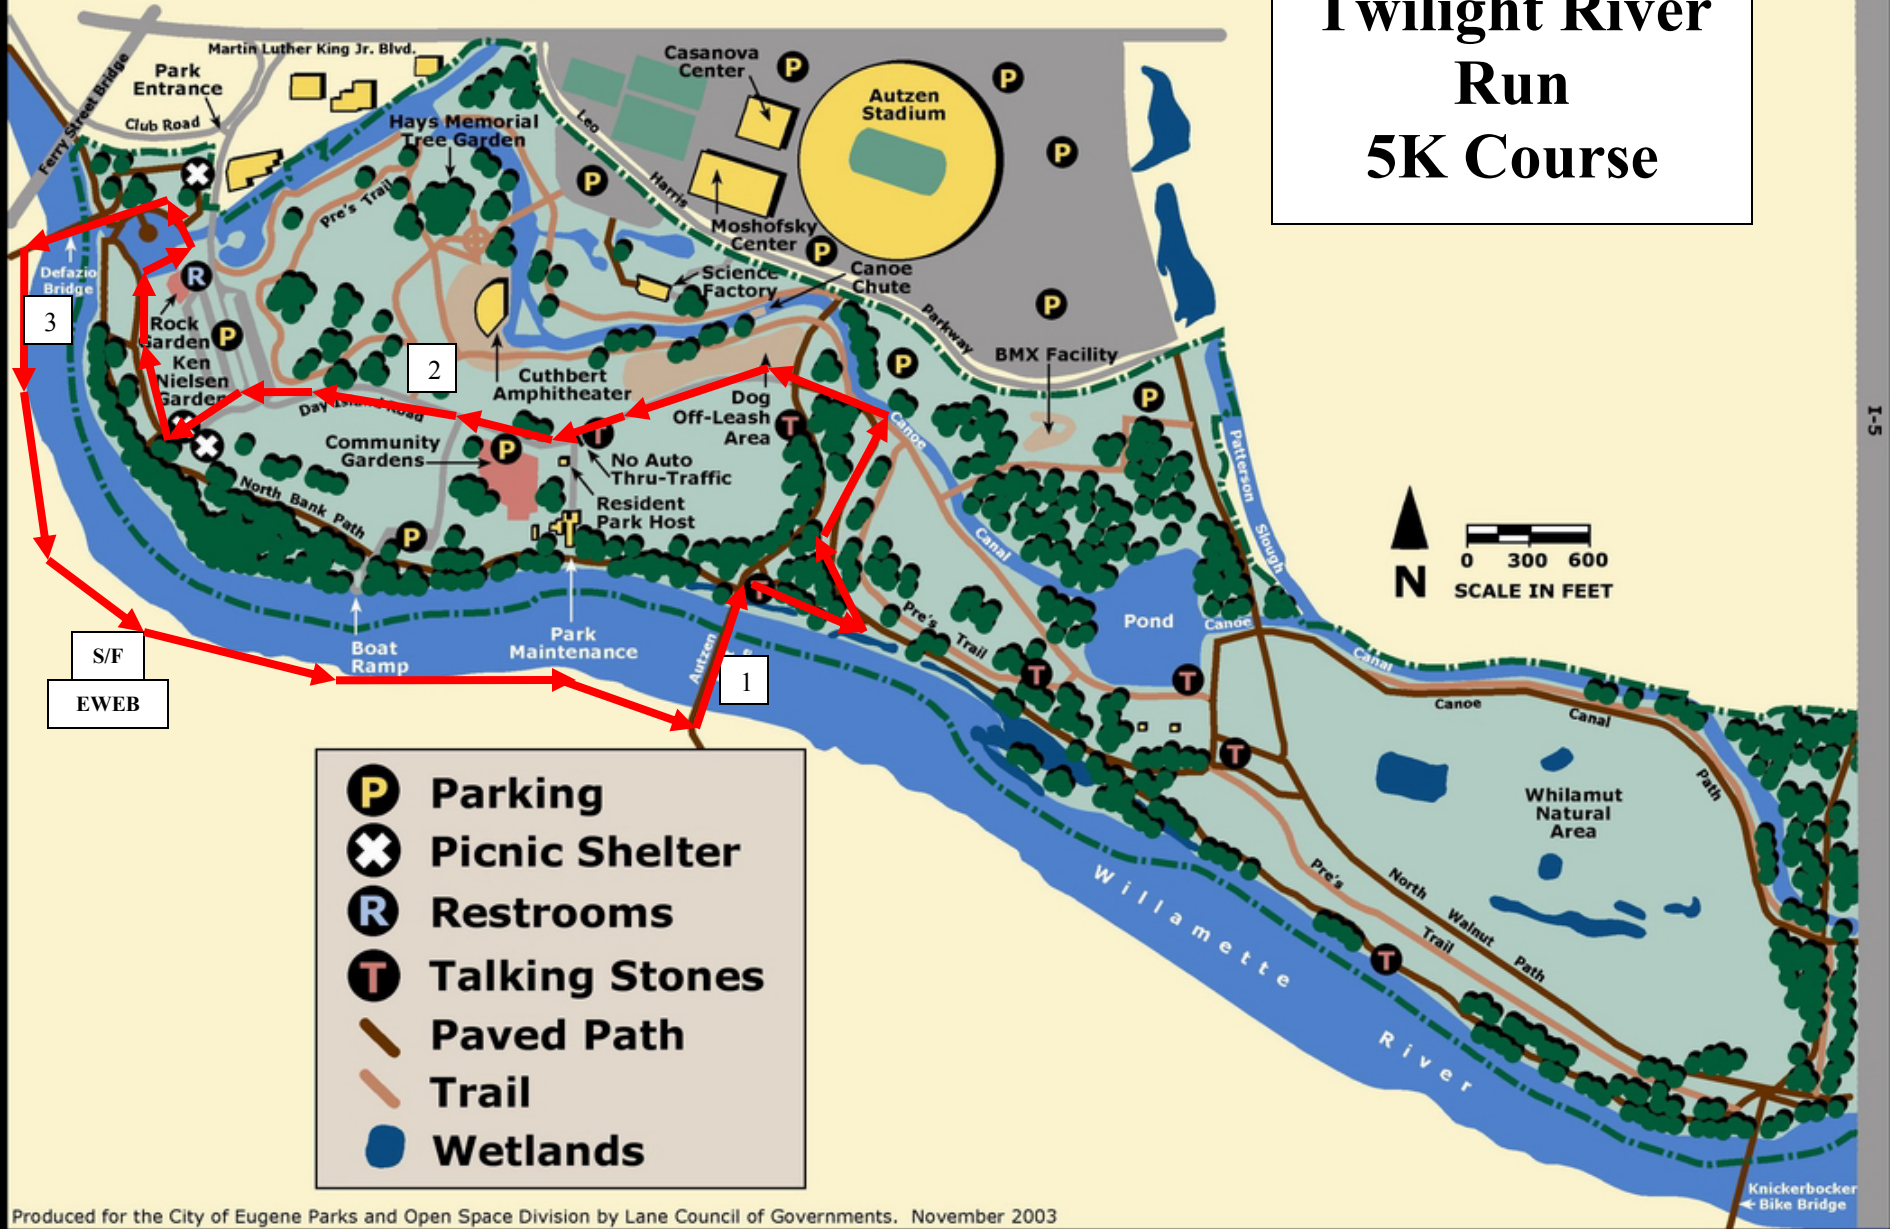 Twilight River
Run
5K Course
Martin Luther King Jr. Blvd.
Ferry Street Bridge
Park
Entrance
Club Road
Hays Memorial
Tree Garden
Pre's Trail
Leo
Harris
Parkway
Casanova
Center
Autzen
Stadium
Moshofsky
Center
Science
Factory
Canoe
Chute
BMX Facility
Defazio
Bridge
3
R
Rock
Garden
Ken
Nielsen
Garden
P
P
P
P
P
P
P
P
P
P
P
2
Day Island Road
Cuthbert
Amphitheater
Dog
Off-Leash
Area
T
T
T
T
T
T
T
Community
Gardens
No Auto
Thru-Traffic
Resident
Park Host
North Bank Path
Canoe
Canal
Patterson
Slough
I-5
N
0 300 600
SCALE IN FEET
Pond
Canoe
Canal
Pre's
Trail
Boat
Ramp
Park
Maintenance
Autzen
1
S/F
EWEB
Canoe
Canal
Path
Whilamut
Natural
Area
Pre's
Trail
North
Walnut
Path
Willamette
River
P Parking
Picnic Shelter
R Restrooms
T Talking Stones
Paved Path
Trail
Wetlands
Knickerbocker
Bike Bridge
Produced for the City of Eugene Parks and Open Space Division by Lane Council of Governments. November 2003